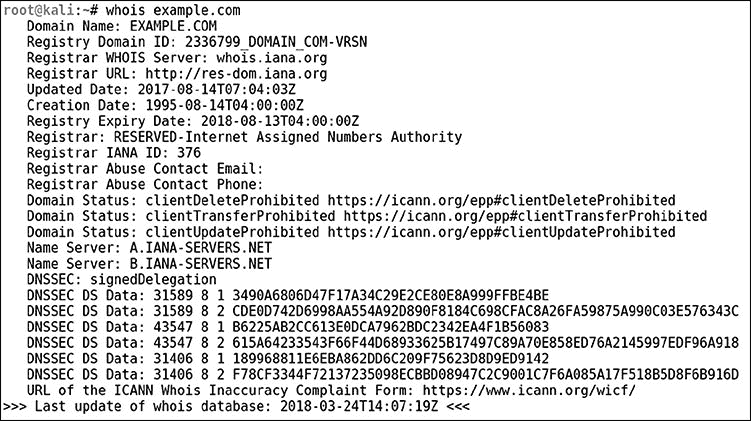 root@kali:~# whois example.com
Domain Name: EXAMPLE.COM
Registry Domain ID: 2336799_DOMAIN_COM-VRSN
Registrar WHOIS Server: whois.iana.org
Registrar URL: http://res-dom.iana.org
Updated Date: 2017-08-14T07:04:03Z
Creation Date: 1995-08-14T04:00:00Z
Registry Expiry Date: 2018-08-13T04:00:00Z
Registrar: RESERVED-Internet Assigned Numbers Authority
Registrar IANA ID: 376
Registrar Abuse Contact Email:
Registrar Abuse Contact Phone:
Domain Status: clientDeleteProhibited https://icann.org/epp#clientDeleteProhibited
Domain Status: clientTransferProhibited https://icann.org/epp#clientTransferProhibited
Domain Status: clientUpdateProhibited https://icann.org/epp#clientUpdateProhibited
Name Server: A.IANA-SERVERS.NET
Name Server: B.IANA-SERVERS.NET
DNSSEC: signedDelegation
DNSSEC DS Data: 31589 8 1 3490A6806D47F17A34C29E2CE80E8A999FFBE4BE
DNSSEC DS Data: 31589 8 2 CDE0D742D6998AA554A92D890F8184C698CFAC8A26FA59875A990C03E576343C
DNSSEC DS Data: 43547 8 1 B6225AB2CC613E0DCA7962BDC2342EA4F1B56083
DNSSEC DS Data: 43547 8 2 615A64233543F66F44D68933625B17497C89A70E858ED76A2145997EDF96A918
DNSSEC DS Data: 31406 8 1 189968811E6EBA862DD6C209F75623D8D9ED9142
DNSSEC DS Data: 31406 8 2 F78CF3344F72137235098ECBBD08947C2C9001C7F6A085A17F518B5D8F6B916D
URL of the ICANN Whois Inaccuracy Complaint Form: https://www.icann.org/wicf/
>>> Last update of whois database: 2018-03-24T14:07:19Z <<<